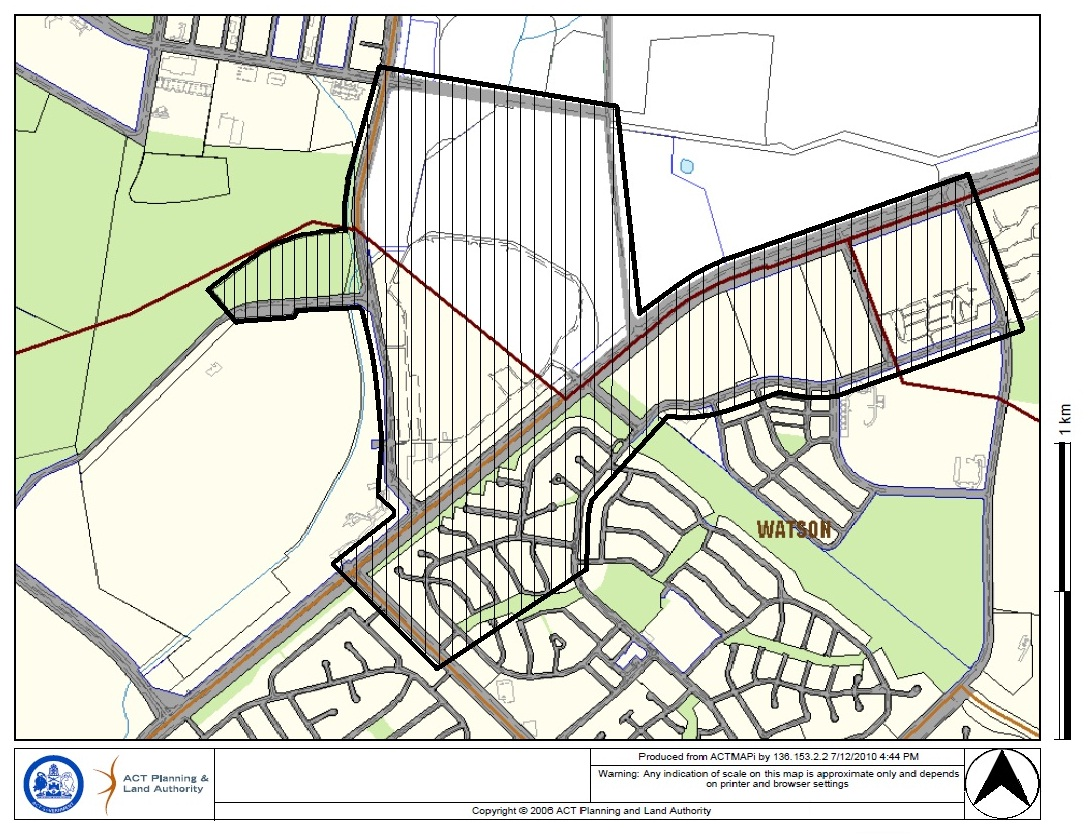 WATSON
1 km
ACT Planning &
Land Authority
Produced from ACTMAPi by 136.153.2.2 7/12/2010 4:44 PM
Warning: Any indication of scale on this map is approximate only and depends
on printer and browser settings
Copyright © 2006 ACT Planning and Land Authority